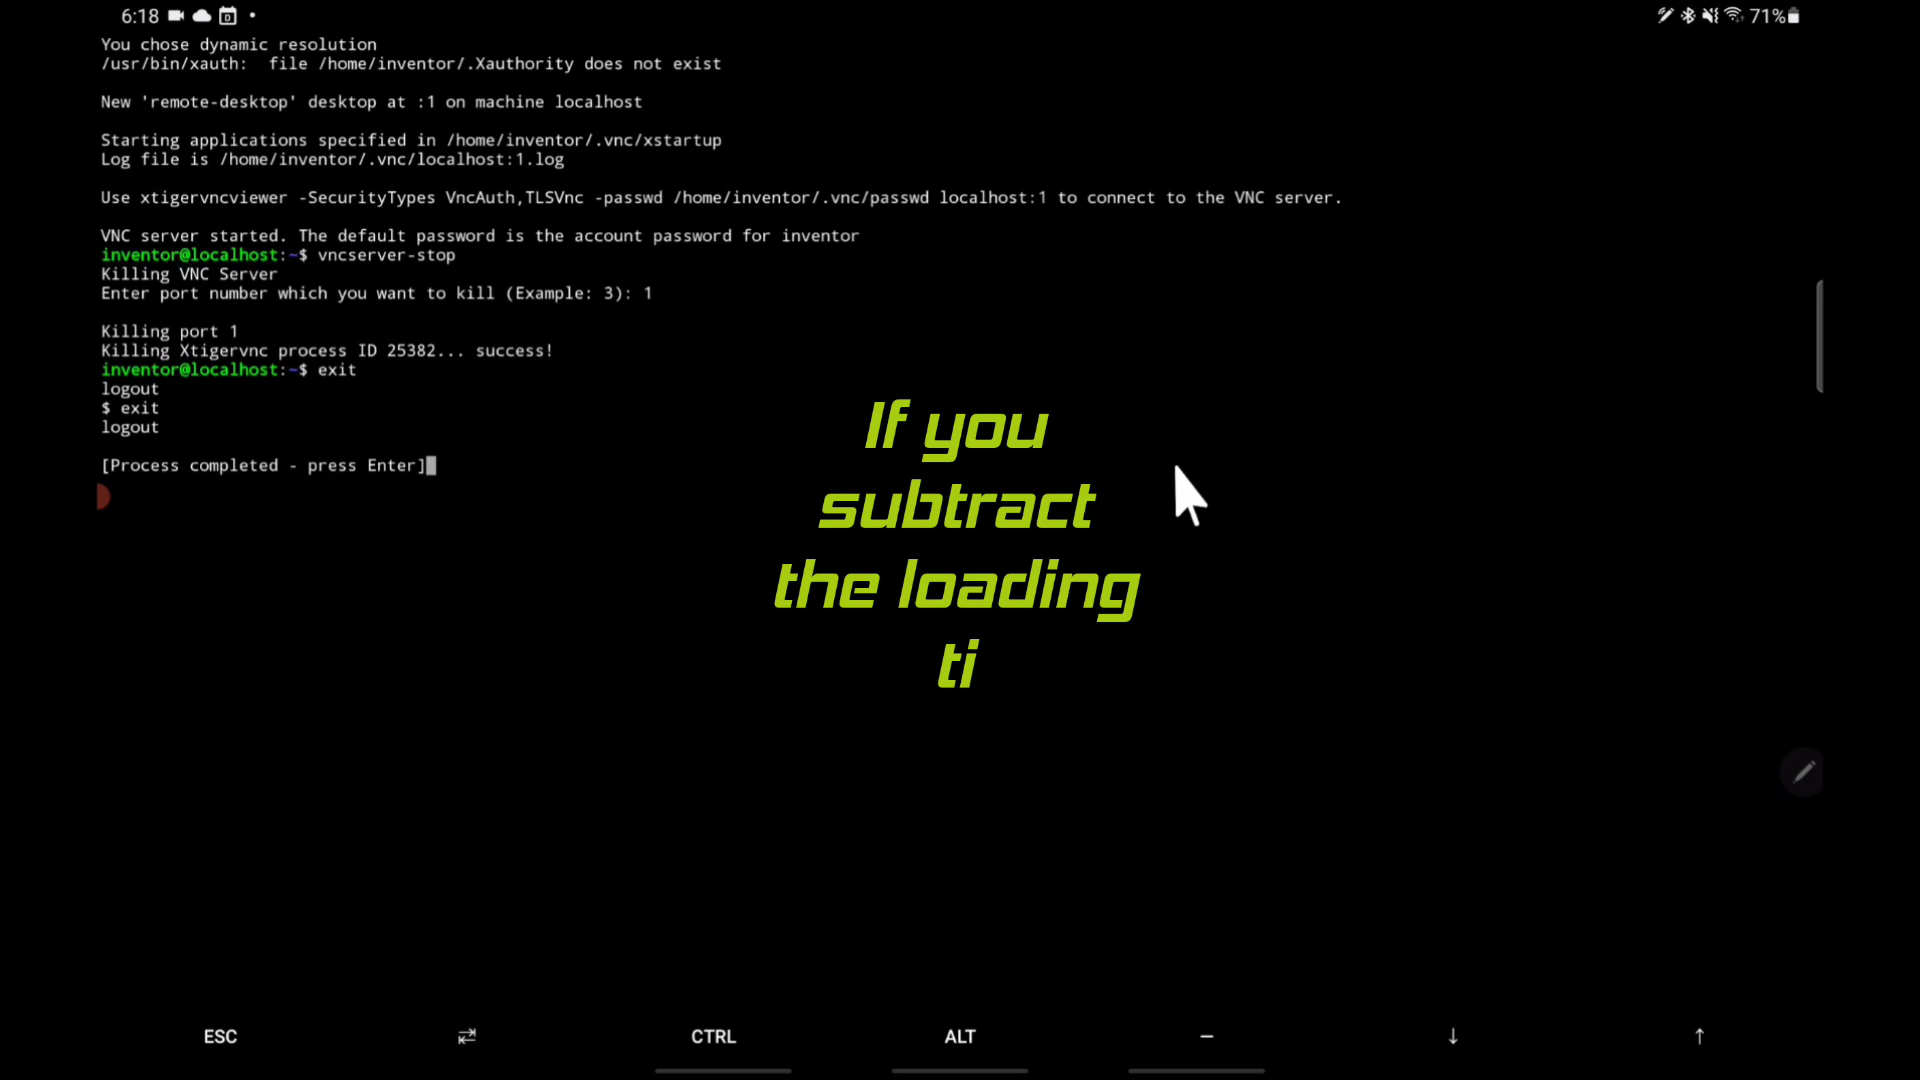 6:18
71%
You chose dynamic resolution
/usr/bin/xauth:  file /home/inventor/.Xauthority does not exist
New 'remote-desktop' desktop at :1 on machine localhost
Starting applications specified in /home/inventor/.vnc/xstartup
Log file is /home/inventor/.vnc/localhost:1.log
Use xtigervncviewer -SecurityTypes VncAuth,TLSVnc -passwd /home/inventor/.vnc/passwd localhost:1 to connect to the VNC server.
VNC server started. The default password is the account password for inventor
inventor@localhost:~$ vncserver-stop
Killing VNC Server
Enter port number which you want to kill (Example: 3): 1
Killing port 1
Killing Xtigervnc process ID 25382... success!
inventor@localhost:~$ exit
logout
$ exit
logout
[Process completed - press Enter]
If you
subtract
the loading
ti
ESC
CTRL
ALT
—
↓
↑